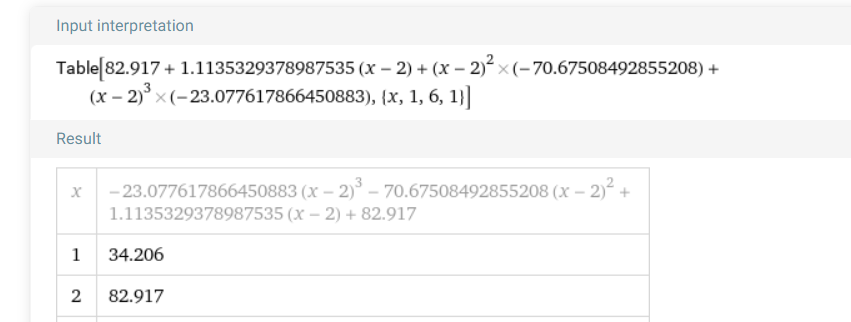 Input interpretation
Table[82.917 + 1.1135329378987535 (x − 2) + (x − 2)² × (−70.67508492855208) +
(x − 2)³ × (−23.077617866450883), {x, 1, 6, 1}]
Result
x
−23.077617866450883 (x − 2)³ − 70.67508492855208 (x − 2)² +
1.1135329378987535 (x − 2) + 82.917
1 34.206
2 82.917